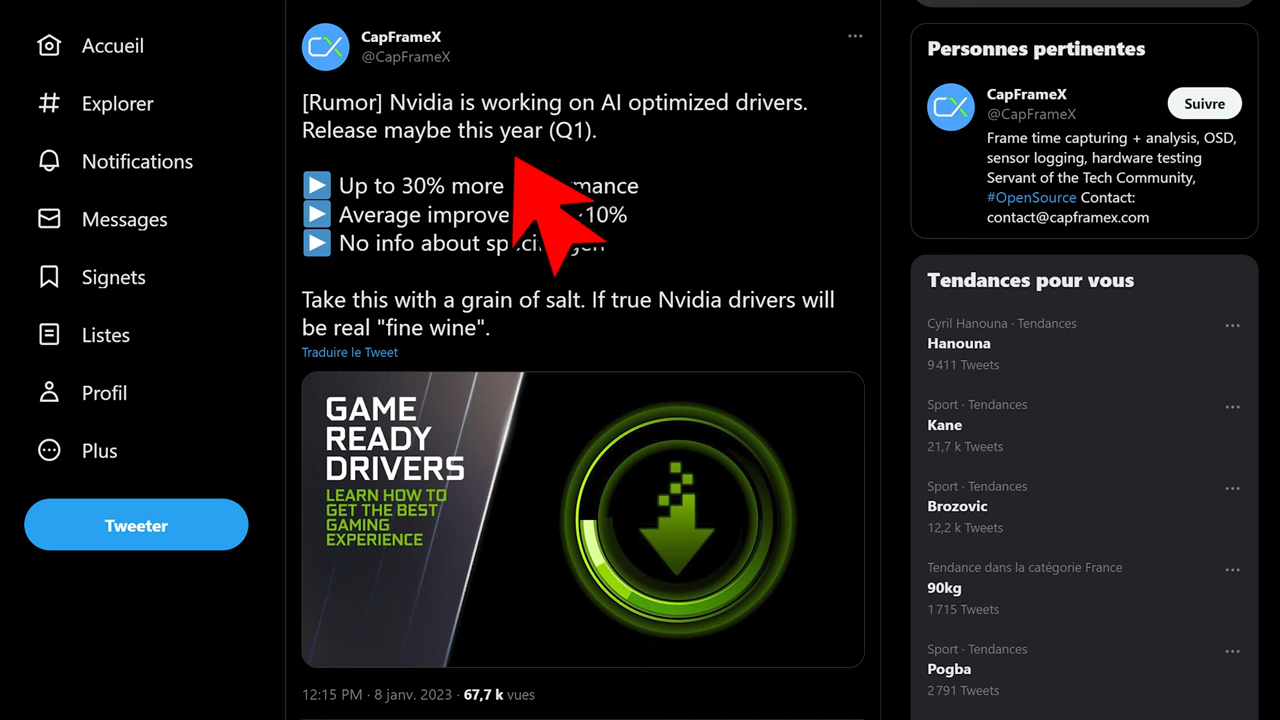 Accueil
Explorer
Notifications
Messages
Signets
Listes
Profil
Plus
Tweeter
CapFrameX
@CapFrameX
[Rumor] Nvidia is working on AI optimized drivers.
Release maybe this year (Q1).
Up to 30% more
Average 10%
No info about
Take this with a grain of salt. If true Nvidia drivers will
be real "fine wine".
Traduire le Tweet
GAME
READY
DRIVERS
LEARN HOW TO
GET THE BEST
GAMING
EXPERIENCE
12:15 PM · 8 janv. 2023 · 67,7 k vues
Personnes pertinentes
CapFrameX
@CapFrameX
Suivre
Frame time capturing + analysis, OSD,
sensor logging, hardware testing
Servant of the Tech Community,
#OpenSource Contact:
contact@capframex.com
Tendances pour vous
Cyril Hanouna · Tendances
Hanouna
9 411 Tweets
Sport · Tendances
Kane
21,7 k Tweets
Sport · Tendances
Brozovic
12,2 k Tweets
Tendance dans la catégorie France
90kg
1 715 Tweets
Sport · Tendances
Pogba
2 791 Tweets